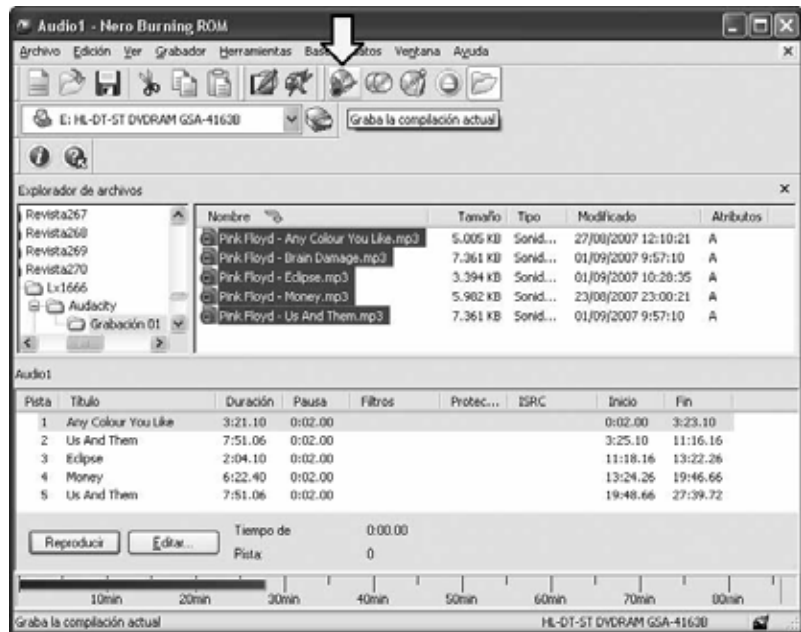 Audio1 - Nero Burning ROM
Archivo Edición Ver Grabador Herramientas Base atos Ventana Ayuda
E: HL-DT-ST DVDRAM GSA-4163B
Graba la compilación actual
Explorador de archivos
Revista267
Revista268
Revista269
Revista270
Lx1666
Audacity
Grabación 01
Nombre Tamaño Tipo Modificado Atributos
Pink Floyd - Any Colour You Like.mp3 5.005 KB Sonid... 27/08/2007 12:10:21 A
Pink Floyd - Brain Damage.mp3 7.361 KB Sonid... 01/09/2007 9:57:10 A
Pink Floyd - Eclipse.mp3 3.394 KB Sonid... 01/09/2007 10:28:35 A
Pink Floyd - Money.mp3 5.982 KB Sonid... 23/08/2007 23:00:21 A
Pink Floyd - Us And Them.mp3 7.361 KB Sonid... 01/09/2007 9:57:10 A
Audio1
Pista Título Duración Pausa Filtros Protec... ISRC Inicio Fin
1 Any Colour You Like 3:21.10 0:02.00 0:02.00 3:23.10
2 Us And Them 7:51.06 0:02.00 3:25.10 11:16.16
3 Eclipse 2:04.10 0:02.00 11:18.16 13:22.26
4 Money 6:22.40 0:02.00 13:24.26 19:46.66
5 Us And Them 7:51.06 0:02.00 19:48.66 27:39.72
Reproducir Editar... Tiempo de 0:00.00
Pista: 0
10min 20min 30min 40min 50min 60min 70min 80min
Graba la compilación actual HL-DT-ST DVDRAM GSA-4163B